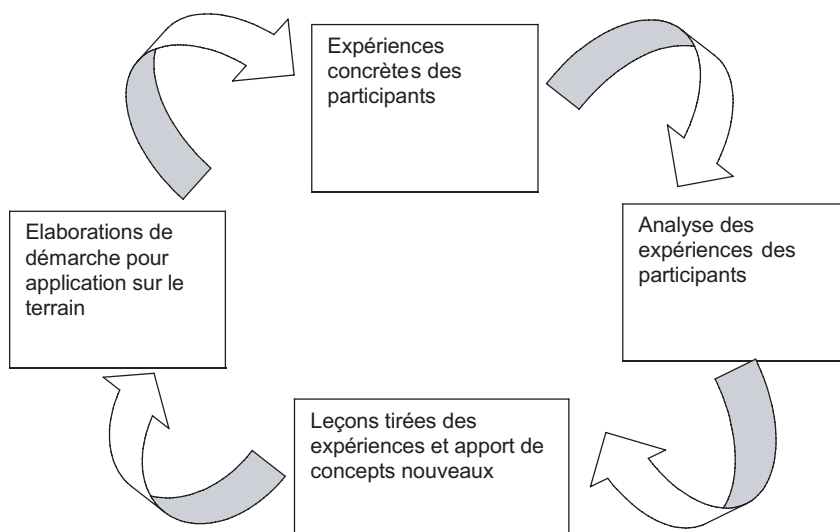 Expériences
concrètes des
participants
Analyse des
expériences des
participants
Leçons tirées des
expériences et apport de
concepts nouveaux
Elaborations de
démarche pour
application sur le
terrain